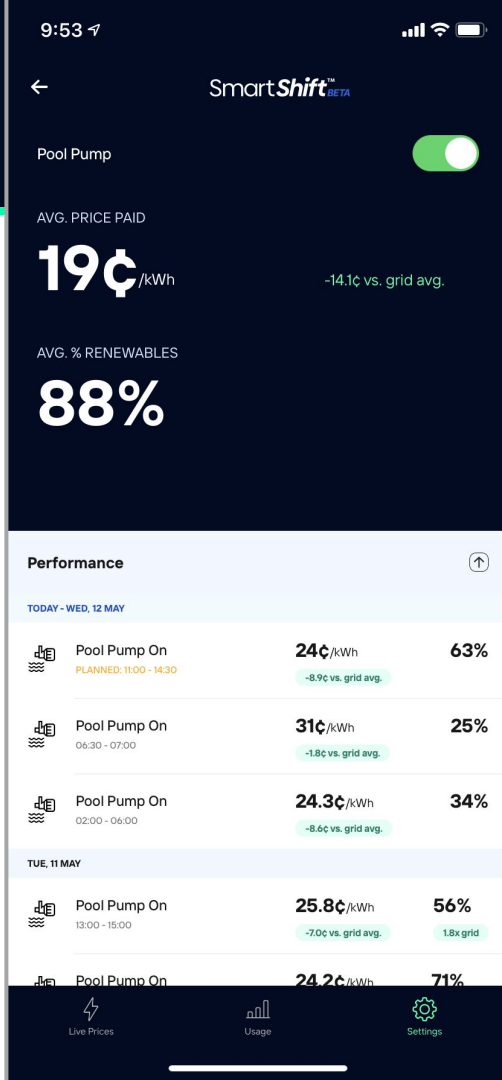 9:53
SmartShift™ BETA
Pool Pump
AVG. PRICE PAID
19¢/kWh
-14.1¢ vs. grid avg.
AVG. % RENEWABLES
88%
Performance
TODAY - WED, 12 MAY
Pool Pump On 24¢/kWh 63%
PLANNED: 11:00 - 14:30 -8.9¢ vs. grid avg.
Pool Pump On 31¢/kWh 25%
06:30 - 07:00 -1.8¢ vs. grid avg.
Pool Pump On 24.3¢/kWh 34%
02:00 - 06:00 -8.6¢ vs. grid avg.
TUE, 11 MAY
Pool Pump On 25.8¢/kWh 56%
13:00 - 15:00 -7.0¢ vs. grid avg. 1.8x grid
Pool Pump On 24.2¢/kWh 71%
Live Prices Usage Settings